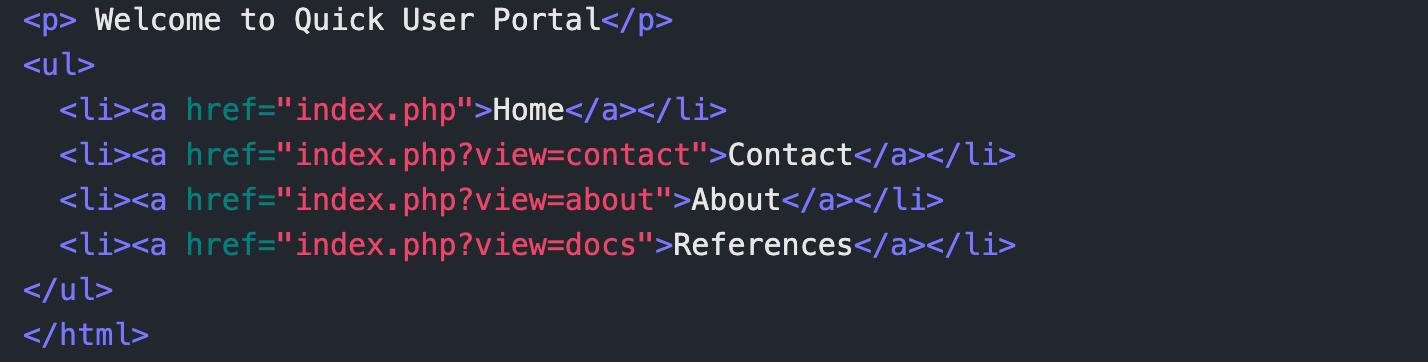 <p> Welcome to Quick User Portal</p>
<ul>
  <li><a href="index.php">Home</a></li>
  <li><a href="index.php?view=contact">Contact</a></li>
  <li><a href="index.php?view=about">About</a></li>
  <li><a href="index.php?view=docs">References</a></li>
</ul>
</html>